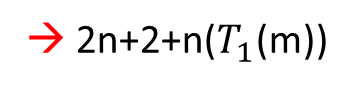 → 2n+2+n(T₁(m))